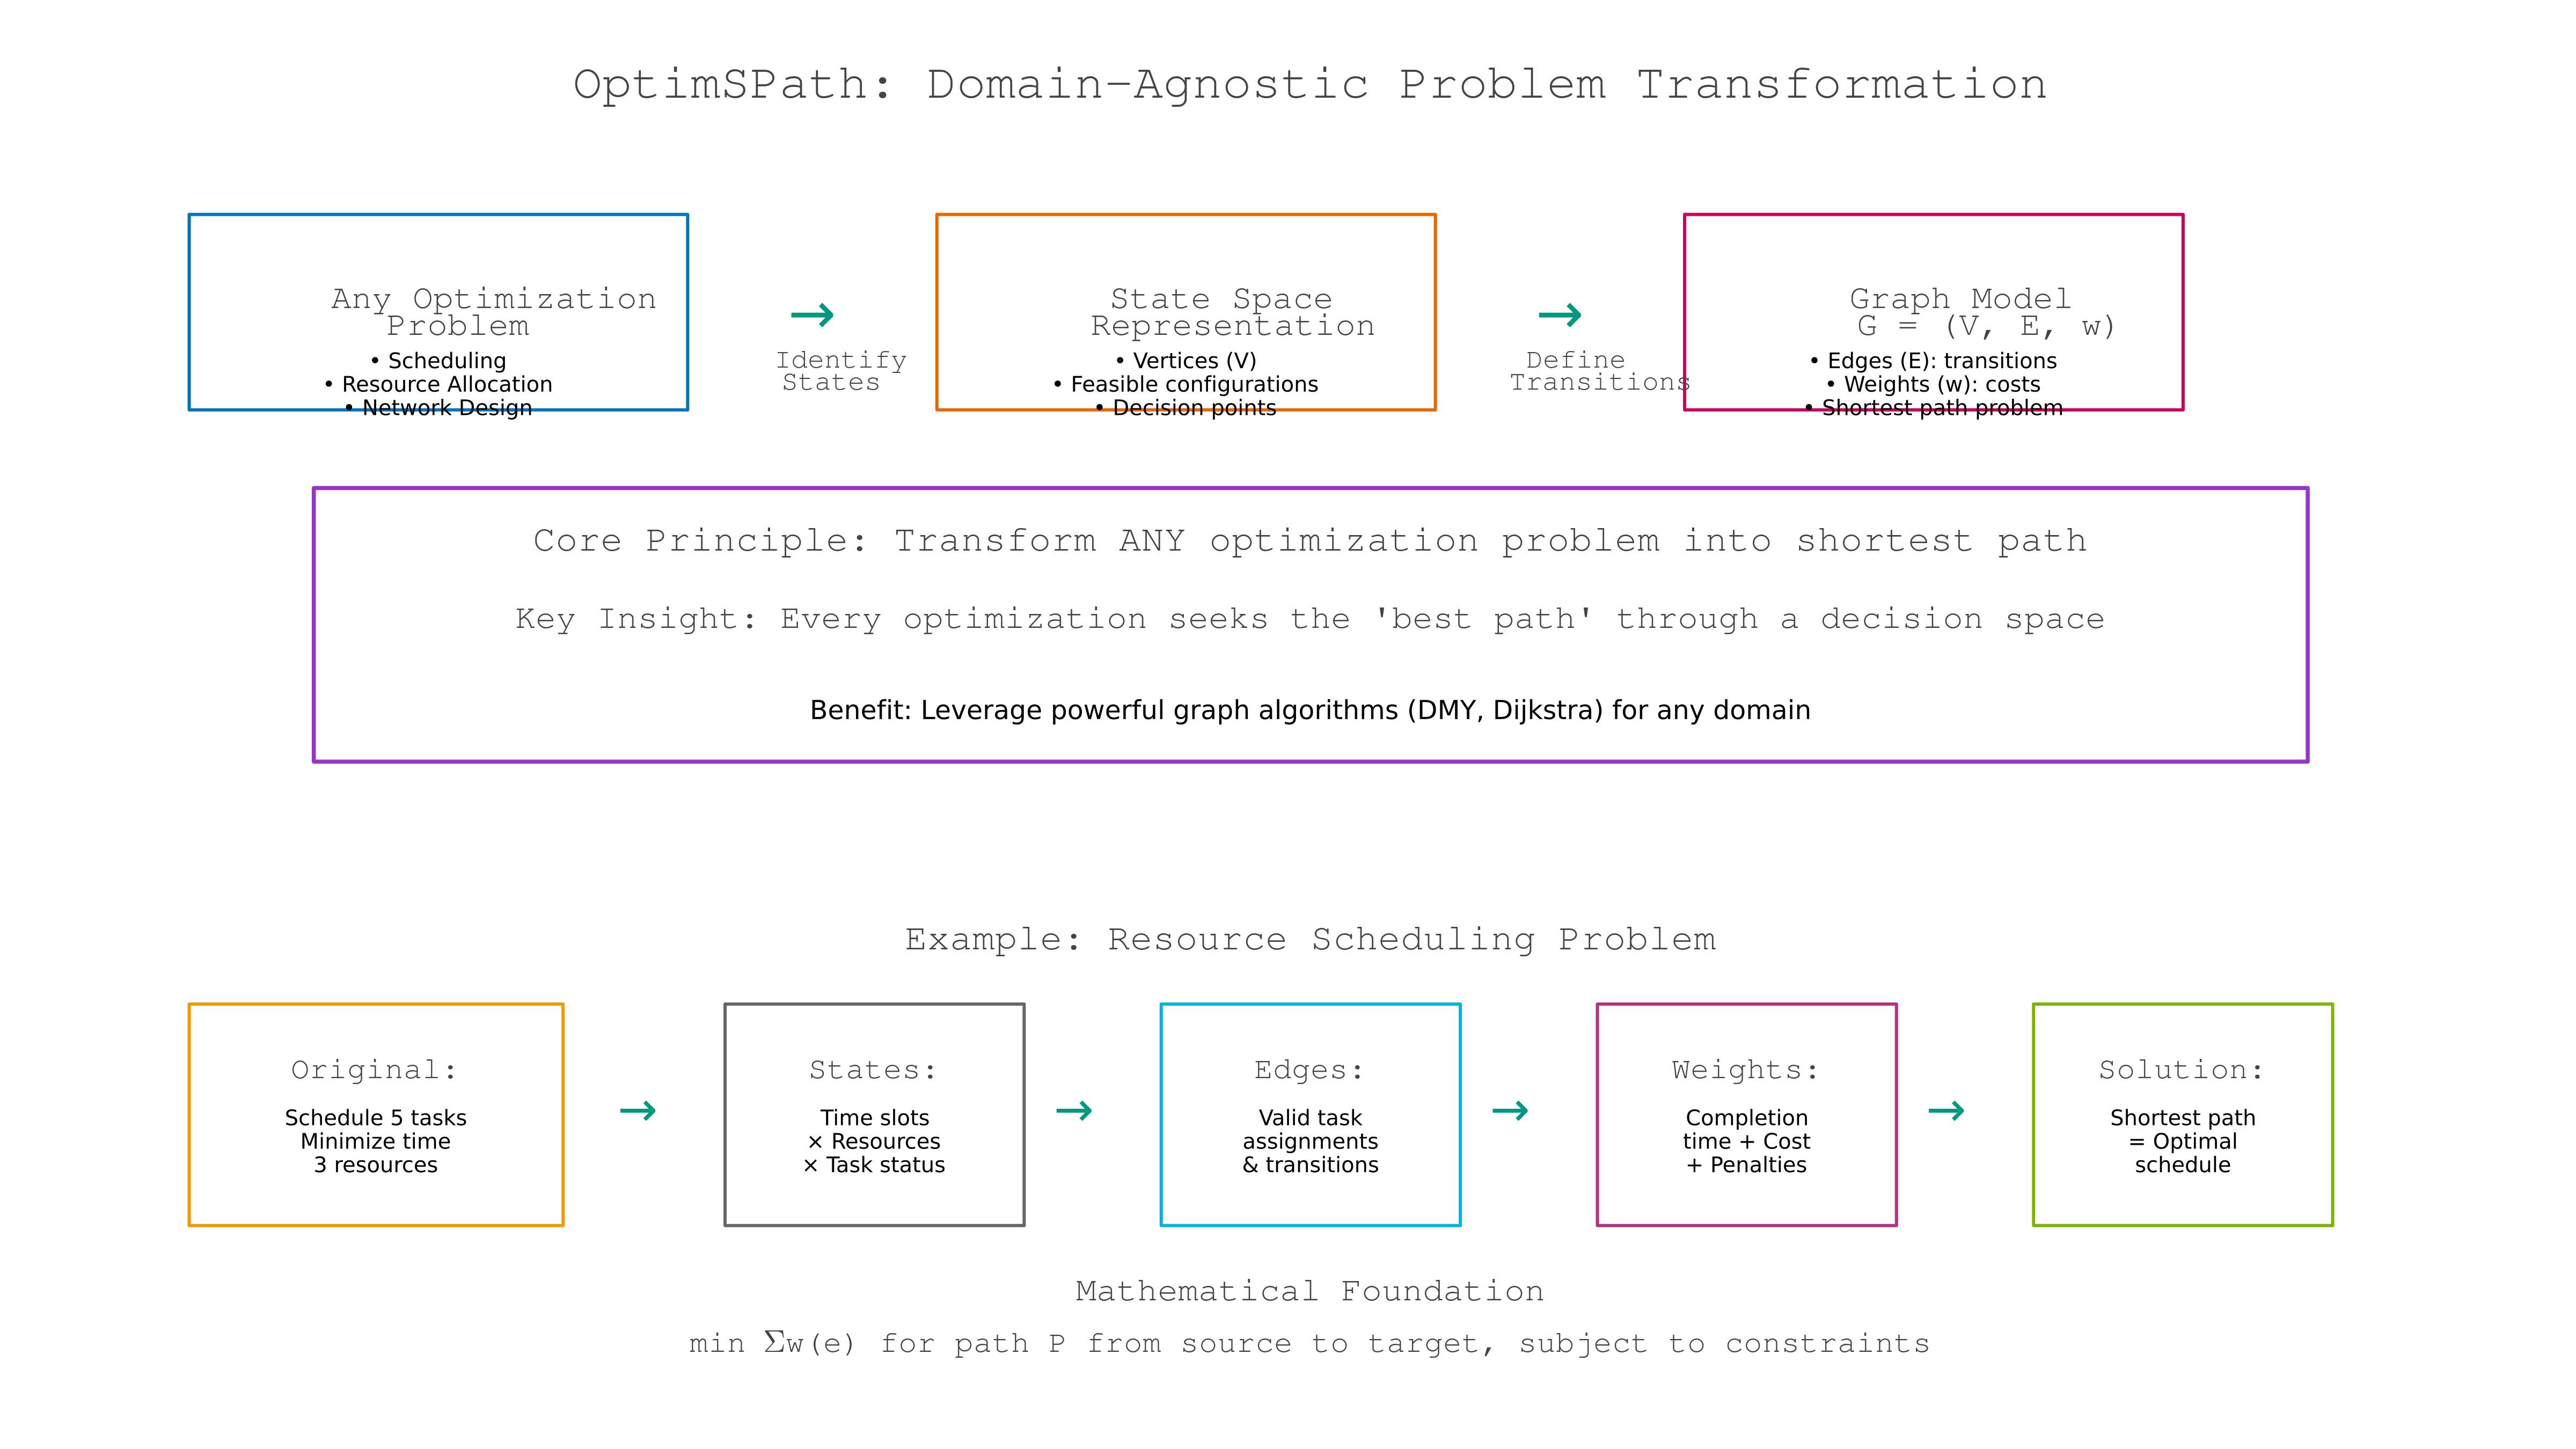 OptimSPath: Domain-Agnostic Problem Transformation
Any Optimization
Problem
• Scheduling
• Resource Allocation
• Network Design
→
Identify
States
State Space
Representation
• Vertices (V)
• Feasible configurations
• Decision points
→
Define
Transitions
Graph Model
G = (V, E, w)
• Edges (E): transitions
• Weights (w): costs
• Shortest path problem
Core Principle: Transform ANY optimization problem into shortest path
Key Insight: Every optimization seeks the 'best path' through a decision space
Benefit: Leverage powerful graph algorithms (DMY, Dijkstra) for any domain
Example: Resource Scheduling Problem
Original:
Schedule 5 tasks
Minimize time
3 resources
→
States:
Time slots
× Resources
× Task status
→
Edges:
Valid task
assignments
& transitions
→
Weights:
Completion
time + Cost
+ Penalties
→
Solution:
Shortest path
= Optimal
schedule
Mathematical Foundation
min Σw(e) for path P from source to target, subject to constraints